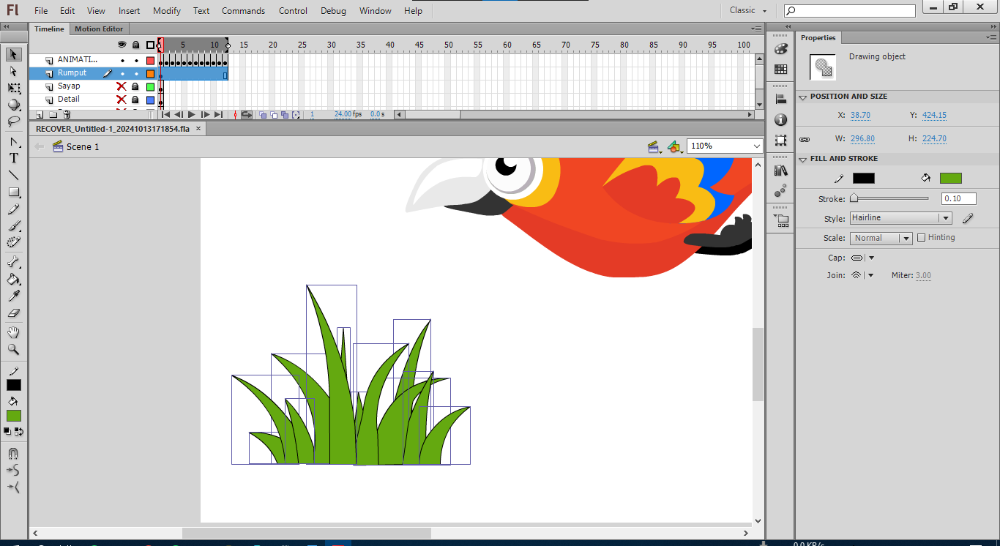 Fl File Edit View Insert Modify Text Commands Control Debug Window Help Classic
Timeline Motion Editor
Properties
5 10 15 20 25 30 35 40 45 50 55 60 65 70 75 80 85 90 95 100
Drawing object
ANIMATI...
Rumput
Sayap
Detail
POSITION AND SIZE
X: 38.70 Y: 424.15
1 24.00 fps 0.0 s
RECOVER_Untitled-1_20241013171854.fla ×
W: 296.80 H: 224.70
Scene 1
110%
FILL AND STROKE
Stroke: 0.10
Style: Hairline
Scale: Normal Hinting
Cap:
Join: Miter: 3.00